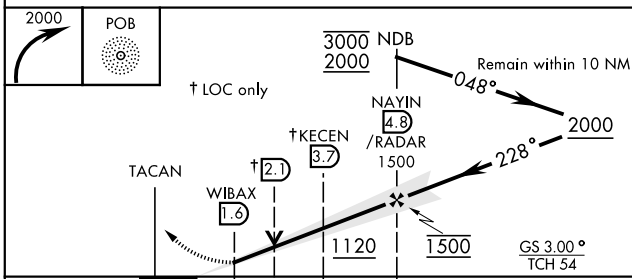 2000
POB
3000 NDB
2000
Remain within 10 NM
048°
† LOC only
NAYIN
4.8
/RADAR
1500
2000
†KECEN
3.7
228°
† 2.1
TACAN
WIBAX
1.6
1120
1500
GS 3.00°
TCH 54